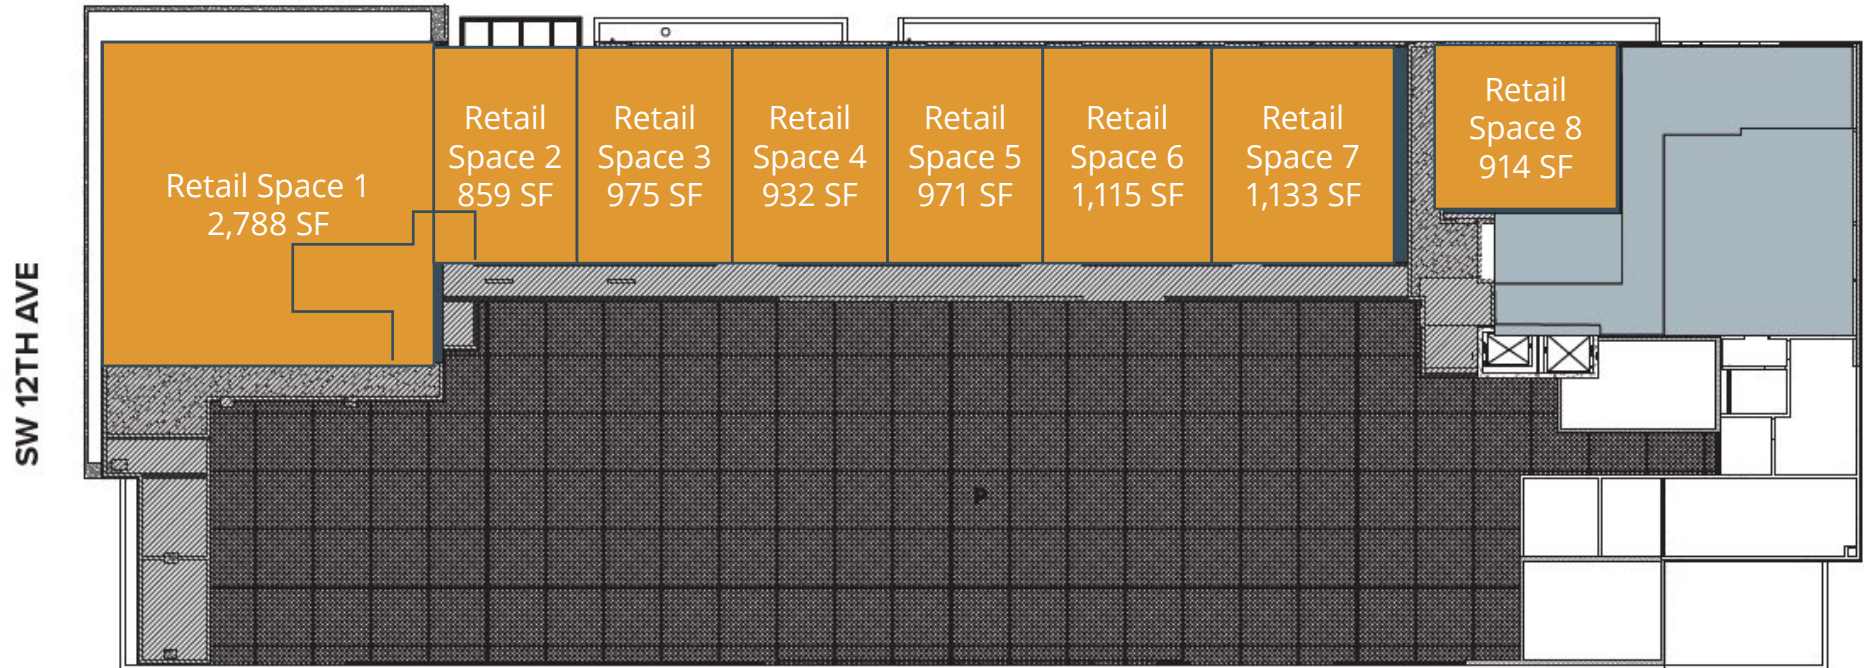 SW 12TH AVE
Retail Space 1
2,788 SF
Retail
Space 2
859 SF
Retail
Space 3
975 SF
Retail
Space 4
932 SF
Retail
Space 5
971 SF
Retail
Space 6
1,115 SF
Retail
Space 7
1,133 SF
Retail
Space 8
914 SF
P